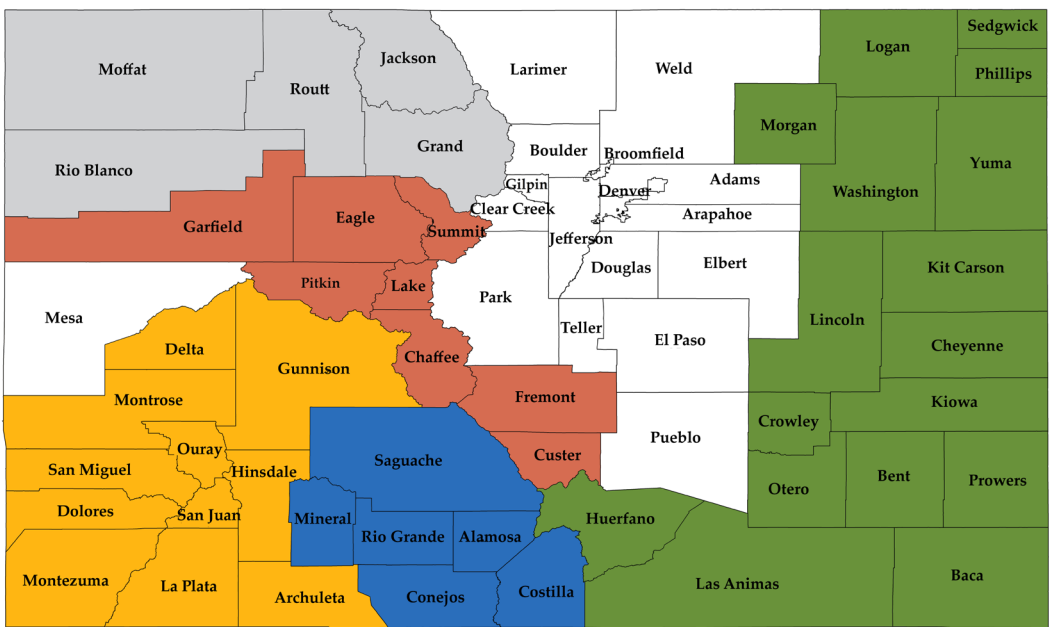 Sedgwick
Logan
Jackson
Moffat
Larimer
Weld
Phillips
Routt
Morgan
Grand
Boulder
Broomfield
Yuma
Rio Blanco
Gilpin
Denver
Adams
Washington
Clear Creek
Arapahoe
Garfield
Eagle
Summit
Jefferson
Douglas
Elbert
Kit Carson
Pitkin
Lake
Park
Mesa
Lincoln
Teller
El Paso
Cheyenne
Delta
Chaffee
Gunnison
Montrose
Fremont
Kiowa
Crowley
Pueblo
Ouray
Custer
Saguache
San Miguel
Hinsdale
Bent
Prowers
Otero
Dolores
San Juan
Mineral
Huerfano
Rio Grande
Alamosa
Montezuma
La Plata
Las Animas
Baca
Archuleta
Conejos
Costilla